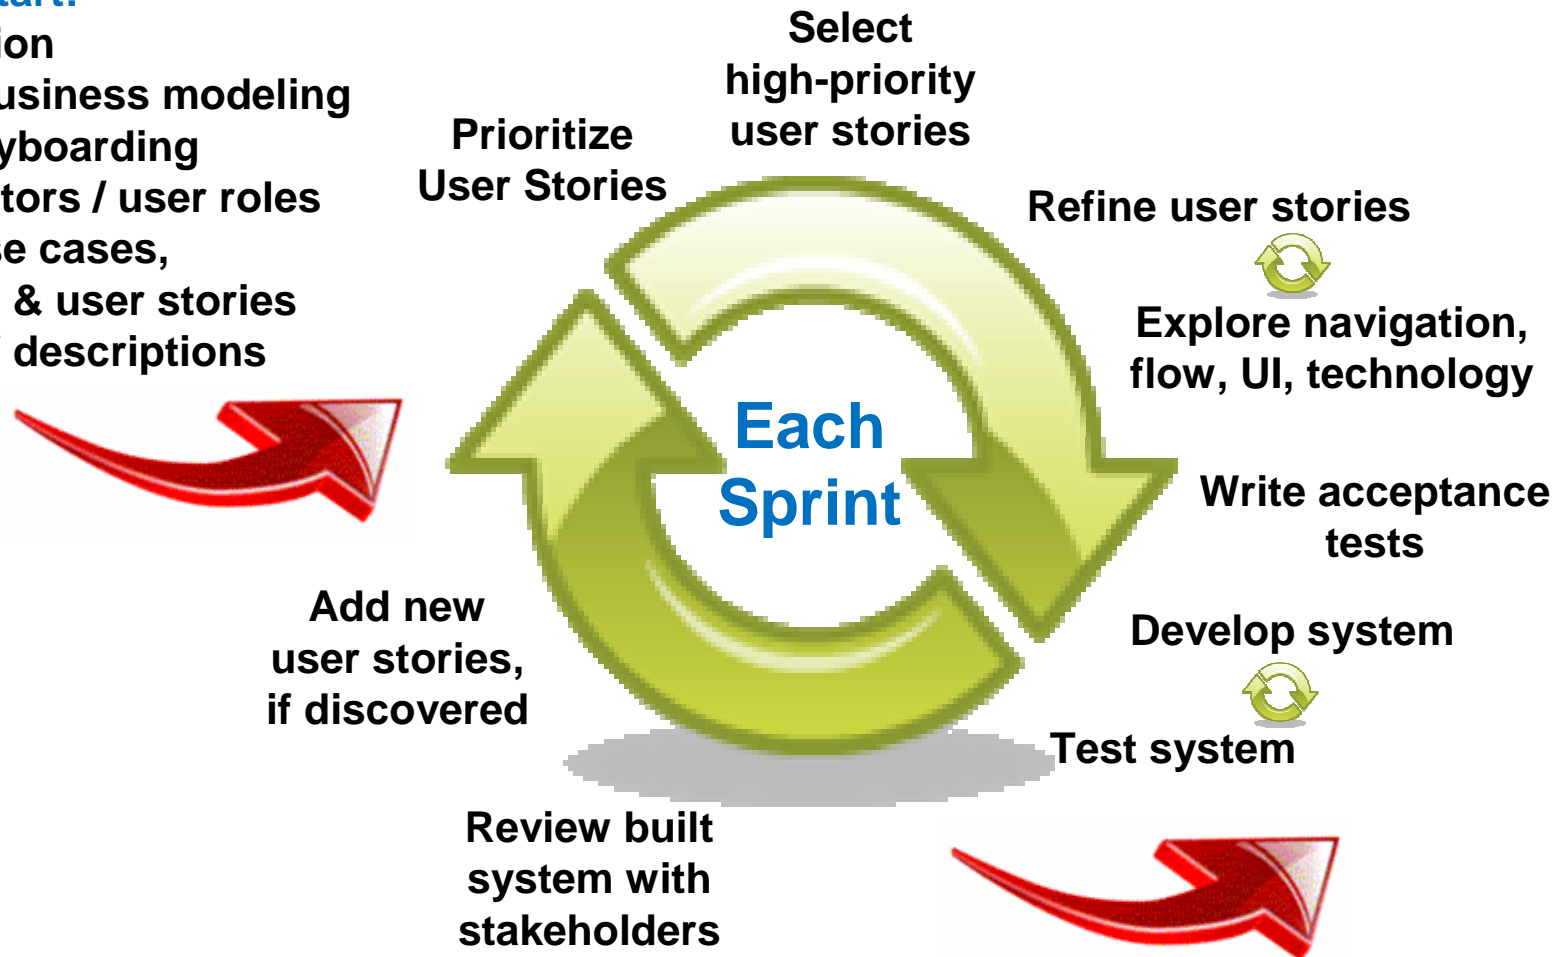 ion
usiness modeling
yboarding
tors / user roles
se cases,
& user stories
descriptions
Prioritize
User Stories
Select
high-priority
user stories
Refine user stories
Explore navigation,
flow, UI, technology
Write acceptance
tests
Develop system
Test system
Review built
system with
stakeholders
Add new
user stories,
if discovered
Each
Sprint